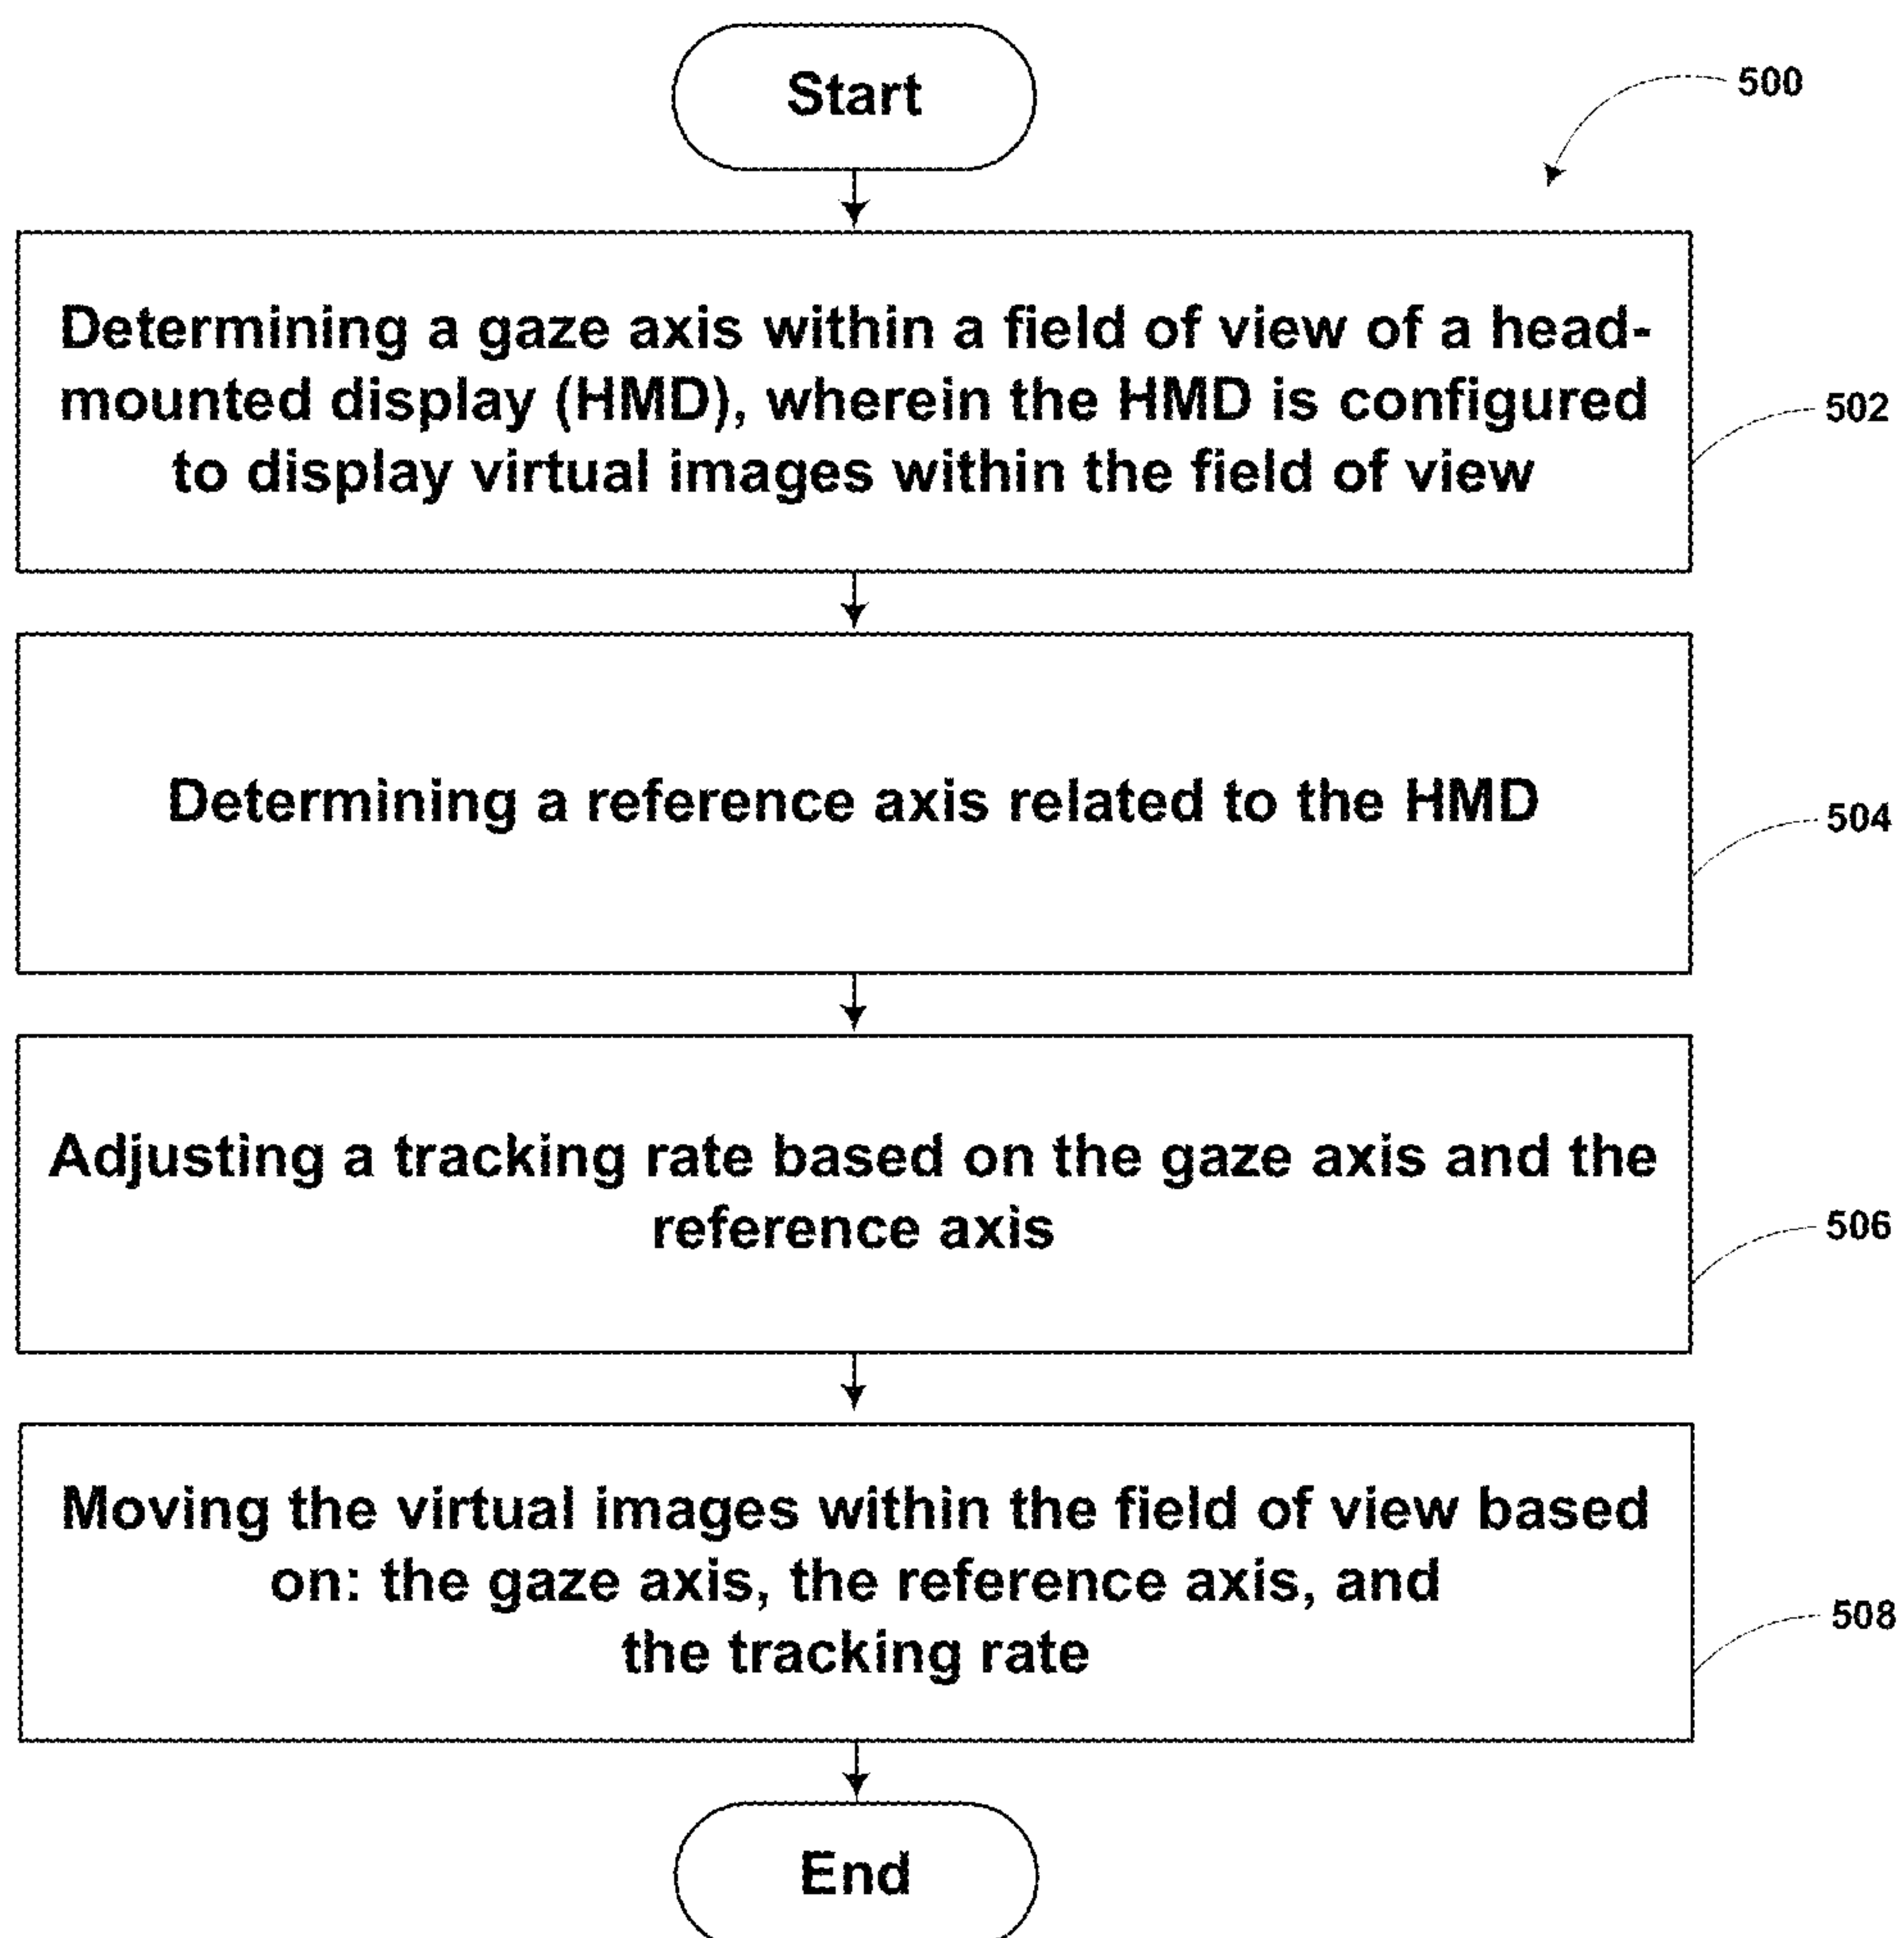 Start
500
Determining a gaze axis within a field of view of a head-
mounted display (HMD), wherein the HMD is configured
to display virtual images within the field of view
502
Determining a reference axis related to the HMD
504
Adjusting a tracking rate based on the gaze axis and the
reference axis
506
Moving the virtual images within the field of view based
on: the gaze axis, the reference axis, and
the tracking rate
508
End